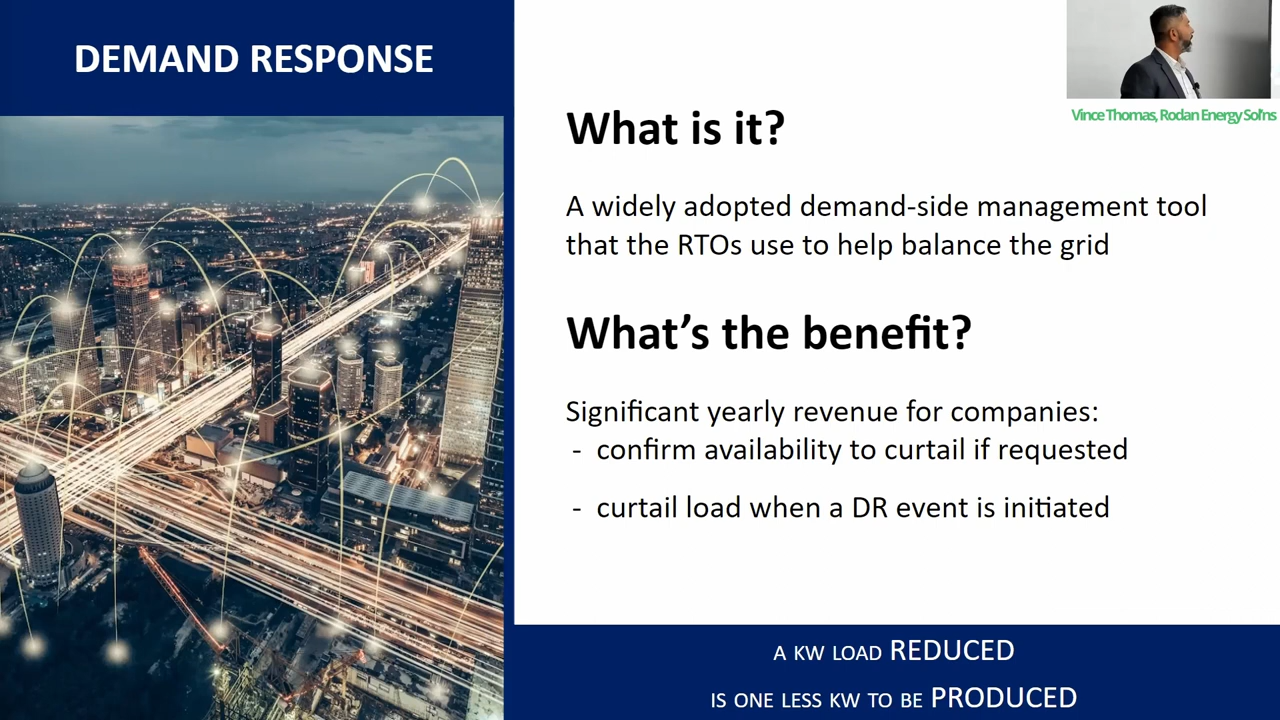 DEMAND RESPONSE
Vince Thomas, Rodan Energy Sol'ns
What is it?
A widely adopted demand-side management tool
that the RTOs use to help balance the grid
What's the benefit?
Significant yearly revenue for companies:
- confirm availability to curtail if requested
- curtail load when a DR event is initiated
A KW LOAD REDUCED
IS ONE LESS KW TO BE PRODUCED